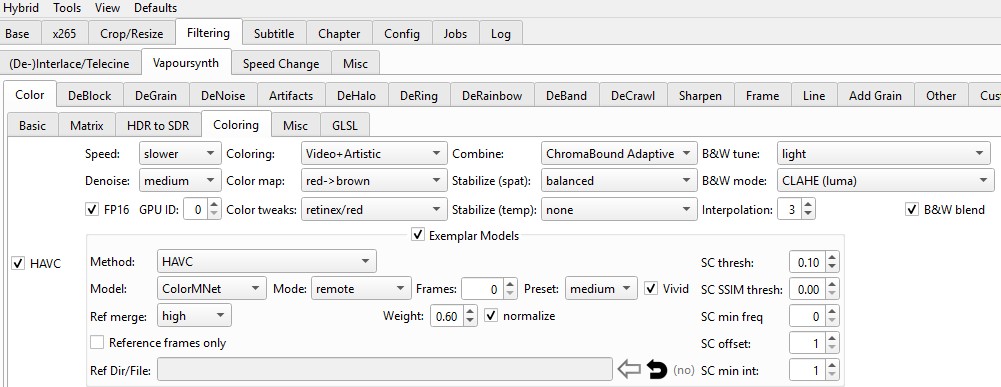 Hybrid Tools View Defaults
Base x265 Crop/Resize Filtering Subtitle Chapter Config Jobs Log
(De-)Interlace/Telecine Vapoursynth Speed Change Misc
Color DeBlock DeGrain DeNoise Artifacts DeHalo DeRing DeRainbow DeBand DeCrawl Sharpen Frame Line Add Grain Other Cus
Basic Matrix HDR to SDR Coloring Misc GLSL
Speed: slower Coloring: Video+Artistic Combine: ChromaBound Adaptive B&W tune: light
Denoise: medium Color map: red->brown Stabilize (spat): balanced B&W mode: CLAHE (luma)
FP16 GPU ID: 0 Color tweaks: retinex/red Stabilize (temp): none Interpolation: 3 B&W blend
Exemplar Models
HAVC Method: HAVC SC thresh: 0.10
Model: ColorMNet Mode: remote Frames: 0 Preset: medium Vivid SC SSIM thresh: 0.00
Ref merge: high Weight: 0.60 normalize SC min freq 0
Reference frames only SC offset: 1
Ref Dir/File: (no) SC min int: 1